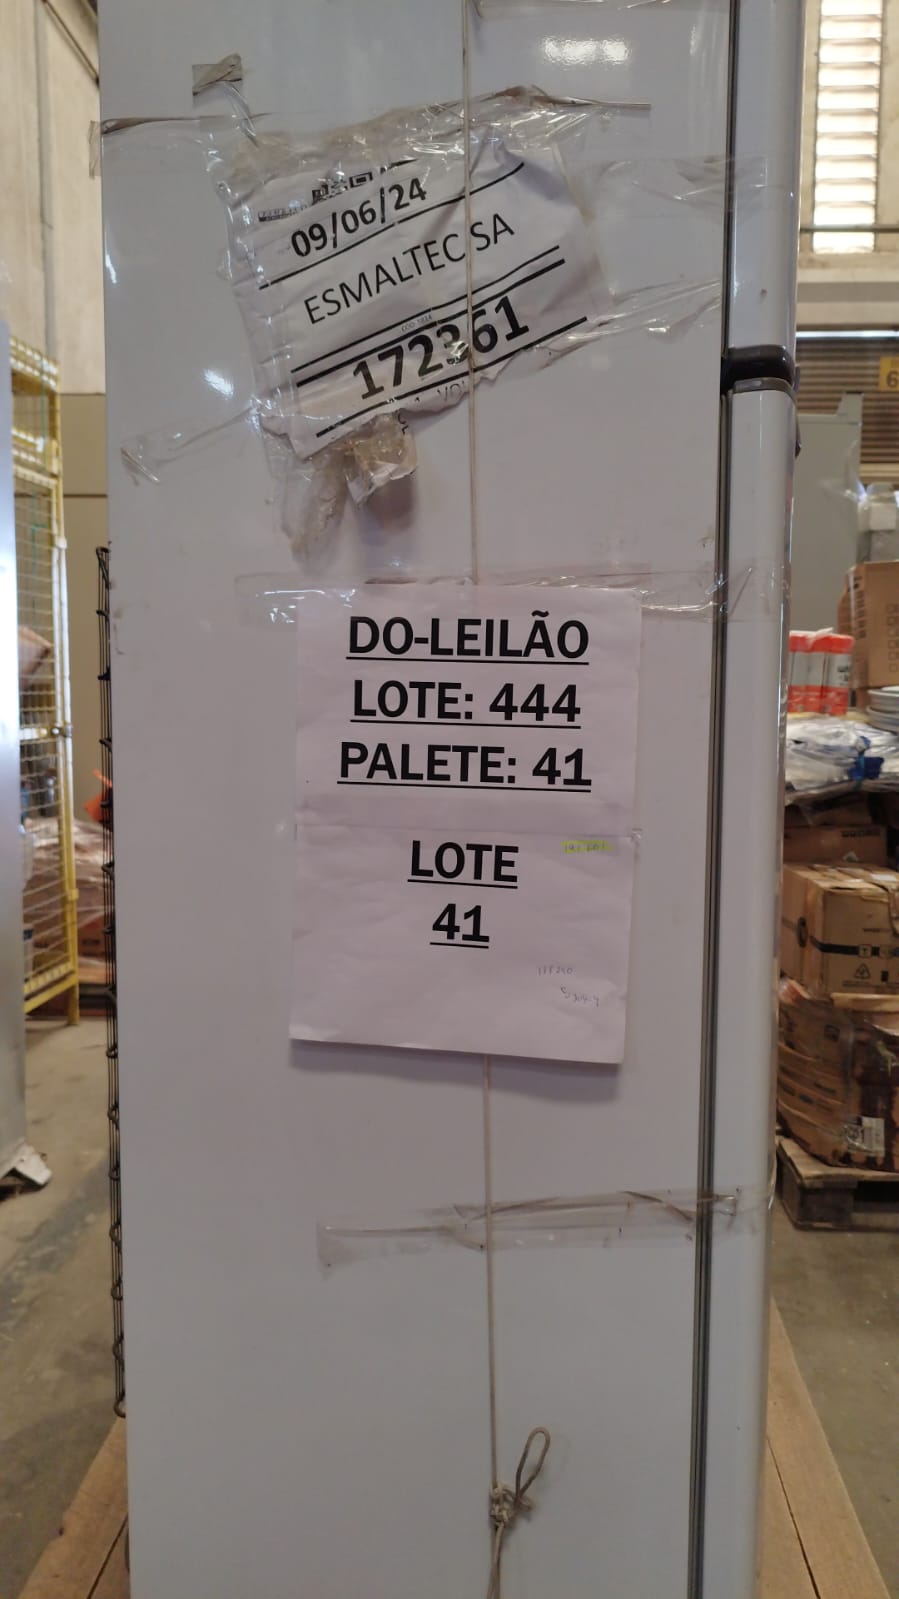 09/06/24
ESMALTEC SA
172361
DO-LEILÃO
LOTE: 444
PALETE: 41
LOTE
41